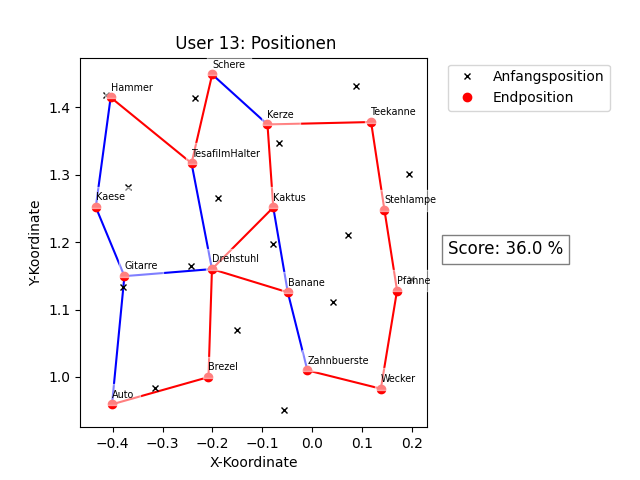 User 13: Positionen
Anfangsposition
Endposition
Score: 36.0 %
Schere
Hammer
Kerze
Teekanne
TesafilmHalter
Kaese
Kaktus
Stehlampe
Gitarre
Drehstuhl
Banane
Pfanne
Zahnbuerste
Brezel
Wecker
Auto
Y-Koordinate
1.4
1.3
1.2
1.1
1.0
−0.4
−0.3
−0.2
−0.1
0.0
0.1
0.2
X-Koordinate